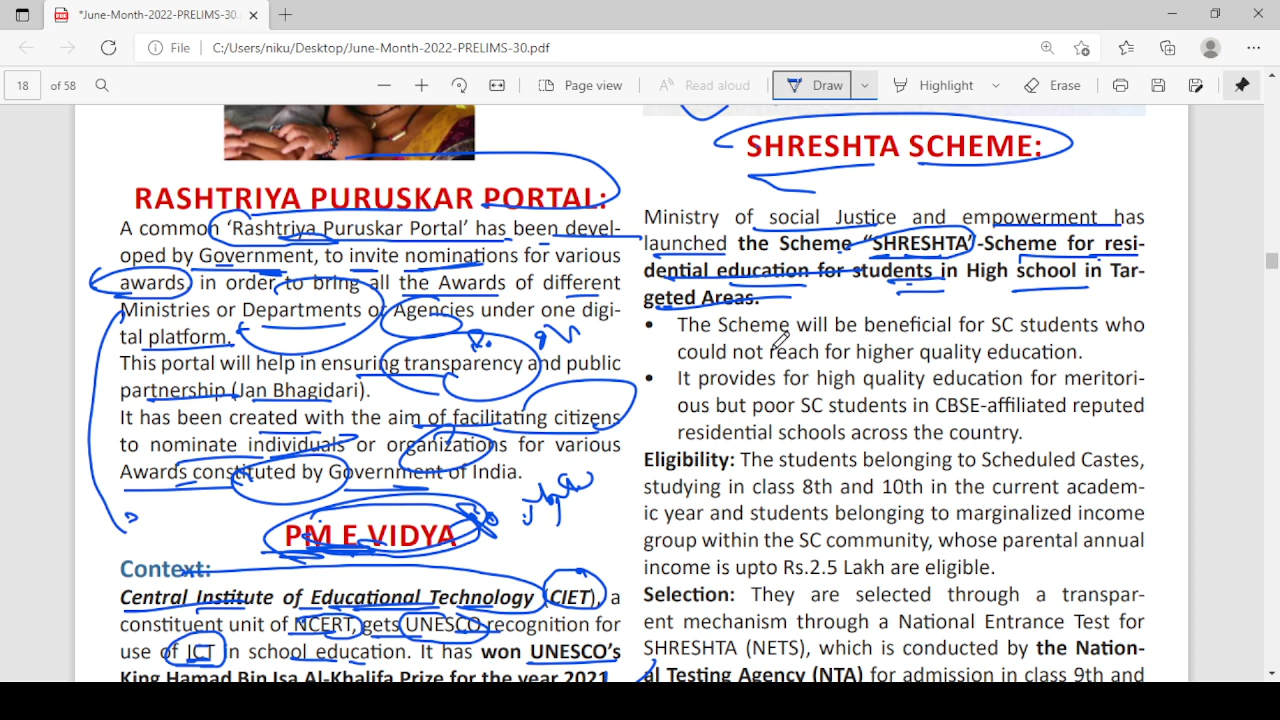 *June-Month-2022-PRELIMS-30.pdf
File
C:/Users/niku/Desktop/June-Month-2022-PRELIMS-30.pdf
18 of 58
Page view
Read aloud
Draw
Highlight
Erase
RASHTRIYA PURUSKAR PORTAL:
A common ‘Rashtriya Puruskar Portal’ has been devel-
oped by Government, to invite nominations for various
awards in order to bring all the Awards of different
Ministries or Departments or Agencies under one digi-
tal platform.
This portal will help in ensuring transparency and public
partnership (Jan Bhagidari).
It has been created with the aim of facilitating citizens
to nominate individuals or organizations for various
Awards constituted by Government of India.
PM E VIDYA
Context:
Central Institute of Educational Technology (CIET), a
constituent unit of NCERT, gets UNESCO recognition for
use of ICT in school education. It has won UNESCO’s
King Hamad Bin Isa Al-Khalifa Prize for the year 2021
SHRESHTA SCHEME:
Ministry of social Justice and empowerment has
launched the Scheme “SHRESHTA”-Scheme for resi-
dential education for students in High school in Tar-
geted Areas.
• The Scheme will be beneficial for SC students who
could not reach for higher quality education.
• It provides for high quality education for meritori-
ous but poor SC students in CBSE-affiliated reputed
residential schools across the country.
Eligibility: The students belonging to Scheduled Castes,
studying in class 8th and 10th in the current academ-
ic year and students belonging to marginalized income
group within the SC community, whose parental annual
income is upto Rs.2.5 Lakh are eligible.
Selection: They are selected through a transpar-
ent mechanism through a National Entrance Test for
SHRESHTA (NETS), which is conducted by the Nation-
al Testing Agency (NTA) for admission in class 9th and